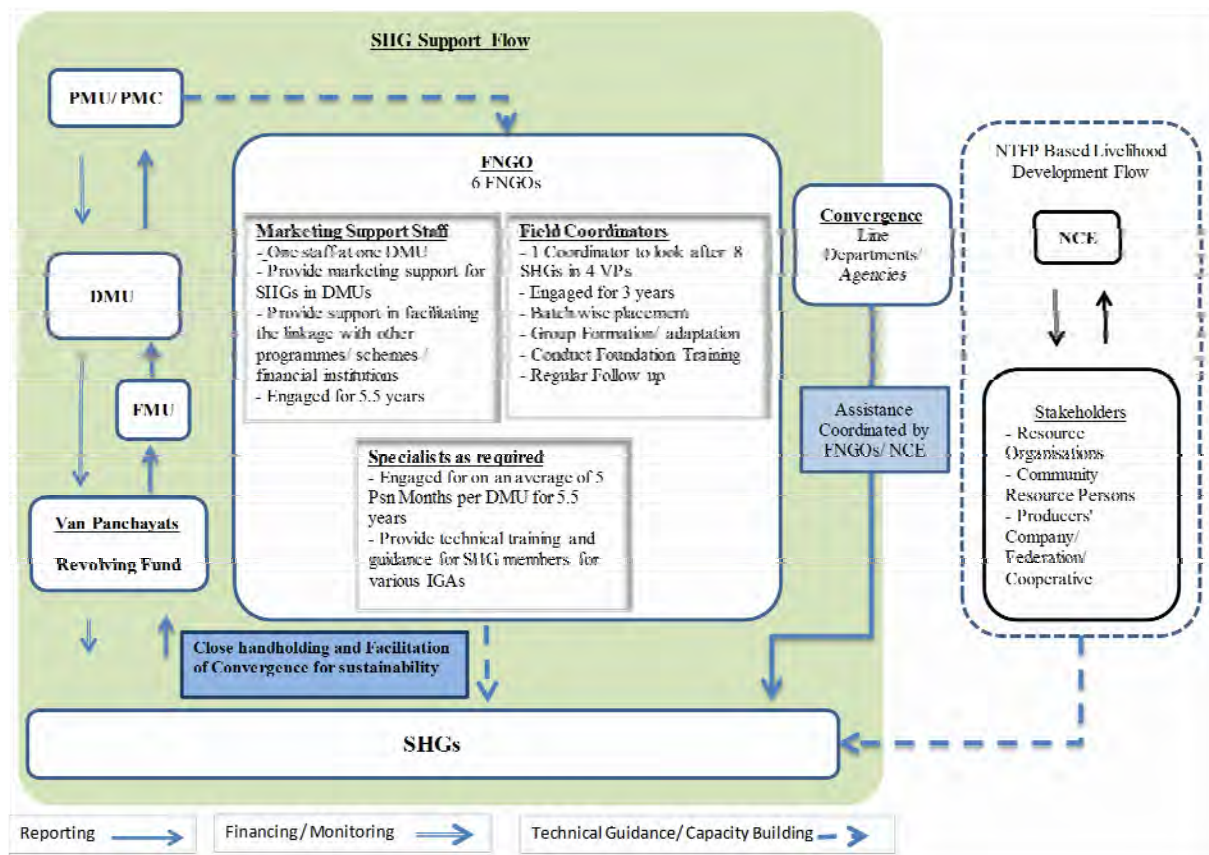 SHG Support Flow
PMU/ PMC
DMU
FMU
Van Panchayats
Revolving Fund
FNGO
6 FNGOs
Marketing Support Staff
- One staff at one DMU
- Provide marketing support for
SHGs in DMUs
- Provide support in facilitating
the linkage with other
programmes/ schemes /
financial institutions
- Engaged for 5.5 years
Field Coordinators
- 1 Coordinator to look after 8
SHGs in 4 VPs
- Engaged for 3 years
- Batch wise placement
- Group Formation/ adaptation
- Conduct Foundation Training
- Regular Follow up
Specialists as required
- Engaged for on an average of 5
Psn Months per DMU for 5.5
years
- Provide technical training and
guidance for SHG members for
various IGAs
Close handholding and Facilitation
of Convergence for sustainability
SHGs
Convergence
Line
Departments/
Agencies
Assistance
Coordinated by
FNGOs/ NCE
NTFP Based Livelihood
Development Flow
NCE
Stakeholders
- Resource
Organisations
- Community
Resource Persons
- Producers'
Company/
Federation/
Cooperative
Reporting
Financing/ Monitoring
Technical Guidance/ Capacity Building